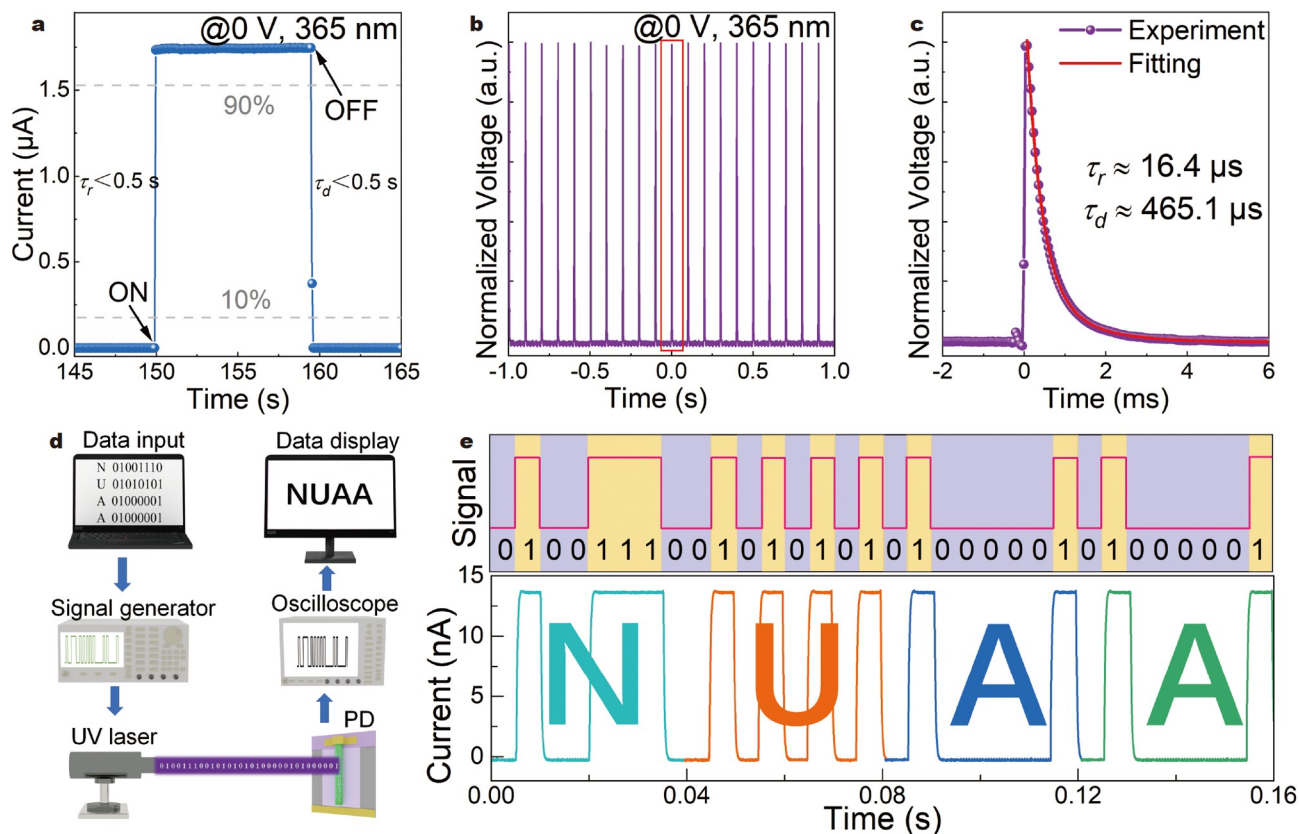 a
@0 V, 365 nm
Current (μA)
1.5
1.0
0.5
0.0
90%
10%
OFF
ON
τr<0.5 s
τd<0.5 s
145 150 155 160 165
Time (s)
b
@0 V, 365 nm
Normalized Voltage (a.u.)
-1.0 -0.5 0.0 0.5 1.0
Time (s)
c
Experiment
Fitting
Normalized Voltage (a.u.)
τr ≈ 16.4 μs
τd ≈ 465.1 μs
-2 0 2 4 6
Time (ms)
d
Data input
N 01001110
U 01010101
A 01000001
A 01000001
Signal generator
UV laser
01001110010101010100000101000001
PD
Oscilloscope
Data display
NUAA
e
Signal
0 1 0 0 1 1 1 0 0 1 0 1 0 1 0 1 0 1 0 0 0 0 0 1 0 1 0 0 0 0 0 1
Current (nA)
15
10
5
0
N U A A
0.00 0.04 0.08 0.12 0.16
Time (s)